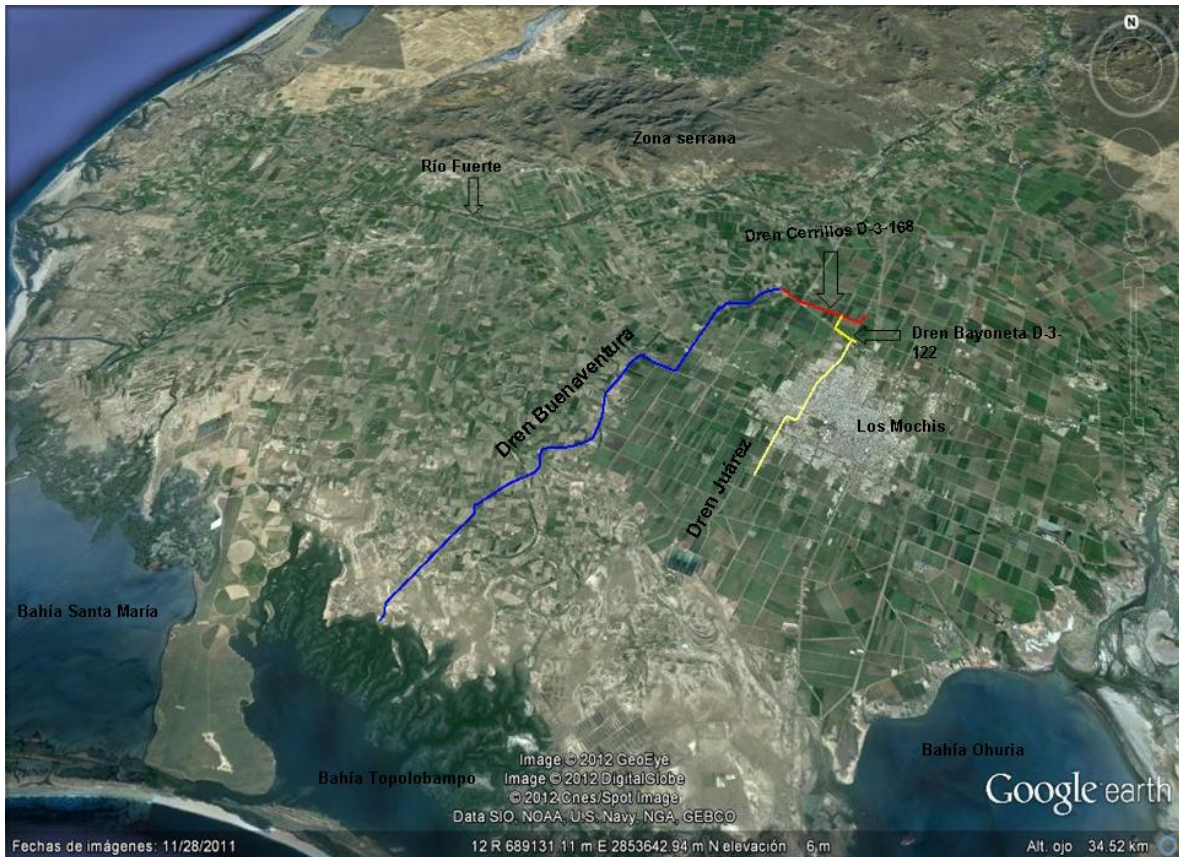 N
Zona serrana
Río Fuerte
Dren Cerrillos D-3-168
Dren Bayoneta D-3-
122
Dren Buenaventura
Los Mochis
Dren Juárez
Bahía Santa María
Bahía Topolobampo
Bahía Ohuria
Image © 2012 GeoEye
Image © 2012 DigitalGlobe
© 2012 Cnes/Spot Image
Data SIO, NOAA, U.S. Navy, NGA, GEBCO
Google earth
Fechas de imágenes: 11/28/2011
12 R 689131.11 m E 2853642.94 m N elevación 6 m
Alt. ojo 34.52 km